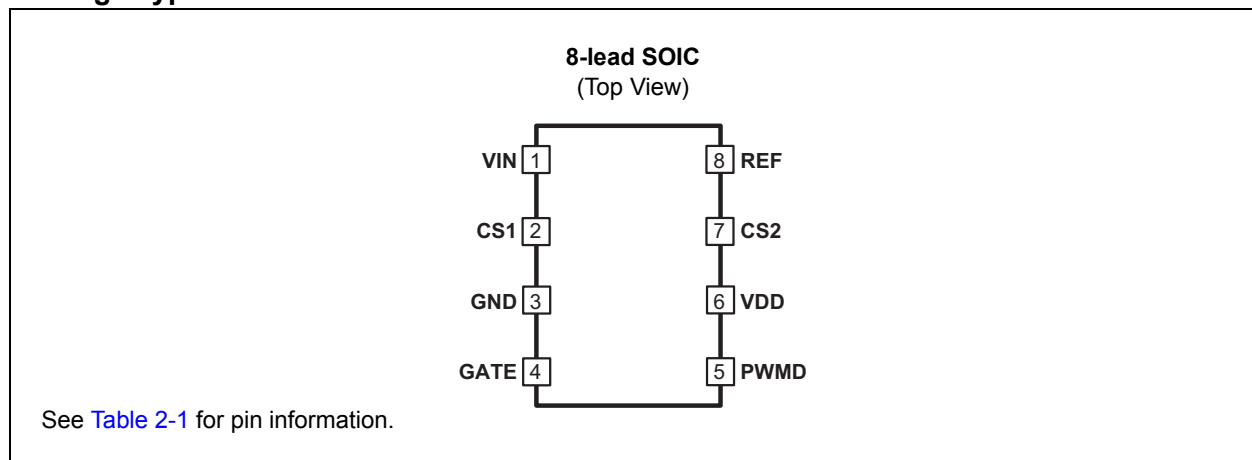 8-lead SOIC
(Top View)
VIN 1 8 REF
CS1 2 7 CS2
GND 3 6 VDD
GATE 4 5 PWMD
See Table 2-1 for pin information.